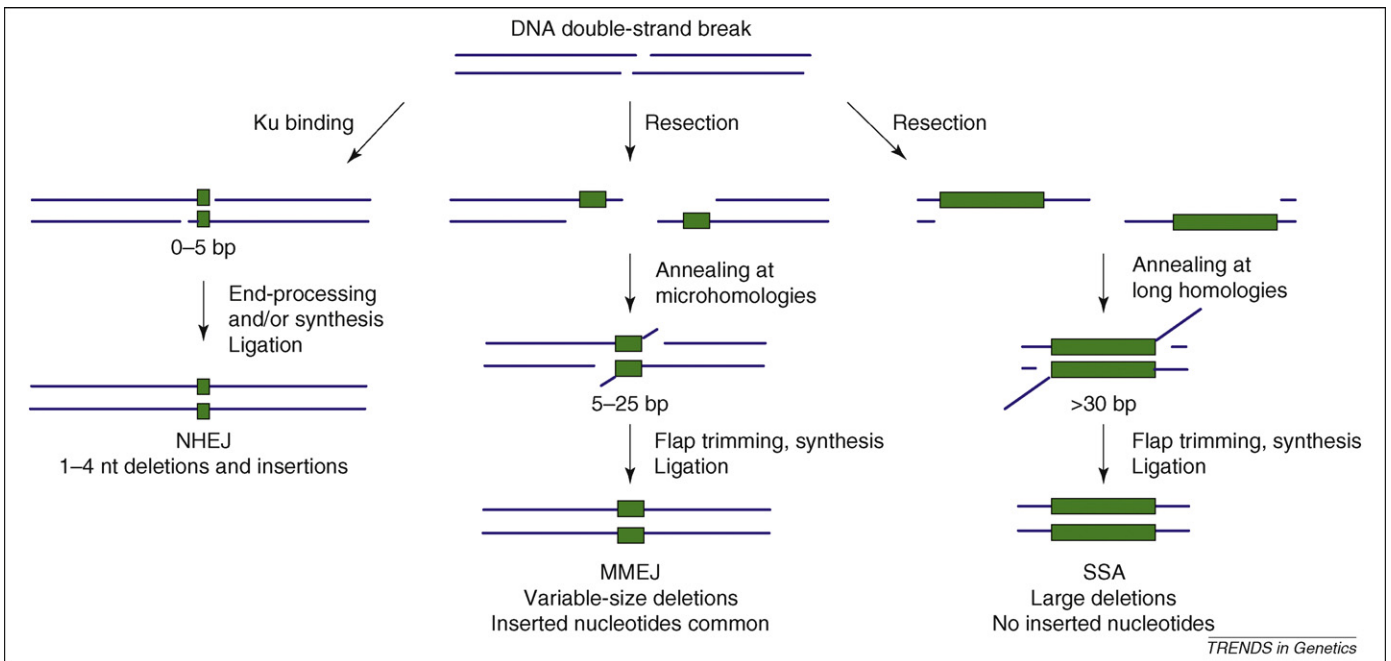 DNA double-strand break
Ku binding
Resection
Resection
0–5 bp
End-processing
and/or synthesis
Ligation
Annealing at
microhomologies
Annealing at
long homologies
5–25 bp
>30 bp
NHEJ
1–4 nt deletions and insertions
Flap trimming, synthesis
Ligation
Flap trimming, synthesis
Ligation
MMEJ
Variable-size deletions
Inserted nucleotides common
SSA
Large deletions
No inserted nucleotides
TRENDS in Genetics